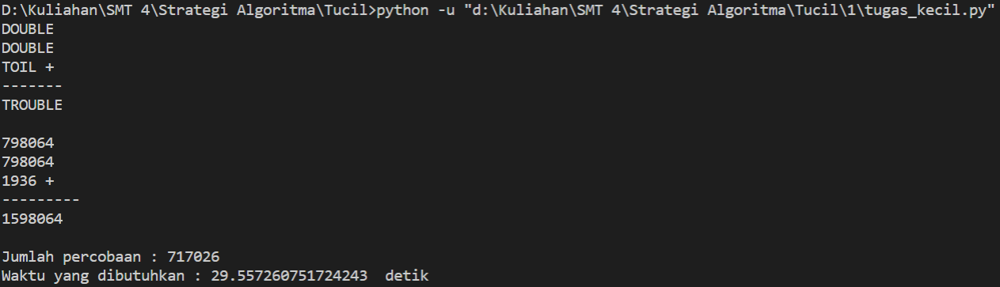 D:\Kuliahan\SMT 4\Strategi Algoritma\Tucil>python -u "d:\Kuliahan\SMT 4\Strategi Algoritma\Tucil\1\tugas_kecil.py"
DOUBLE
DOUBLE
TOIL +
-------
TROUBLE
798064
798064
1936 +
---------
1598064
Jumlah percobaan : 717026
Waktu yang dibutuhkan : 29.557260751724243  detik